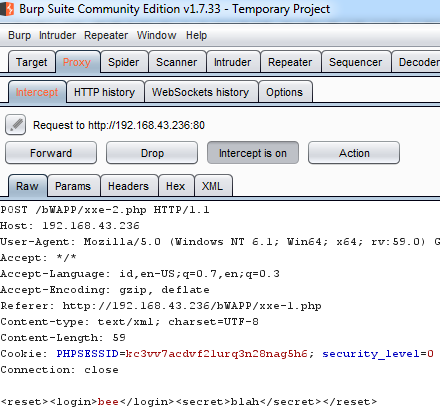 Burp Suite Community Edition v1.7.33 - Temporary Project
Burp Intruder Repeater Window Help
Target Proxy Spider Scanner Intruder Repeater Sequencer Decoder
Intercept HTTP history WebSockets history Options
Request to http://192.168.43.236:80
Forward Drop Intercept is on Action
Raw Params Headers Hex XML
POST /bWAPP/xxe-2.php HTTP/1.1
Host: 192.168.43.236
User-Agent: Mozilla/5.0 (Windows NT 6.1; Win64; x64; rv:59.0) G
Accept: */*
Accept-Language: id,en-US;q=0.7,en;q=0.3
Accept-Encoding: gzip, deflate
Referer: http://192.168.43.236/bWAPP/xxe-1.php
Content-type: text/xml; charset=UTF-8
Content-Length: 59
Cookie: PHPSESSID=kc3vv7acdvf21urq3n28nag5h6; security_level=0
Connection: close
<reset><login>bee</login><secret>blah</secret></reset>